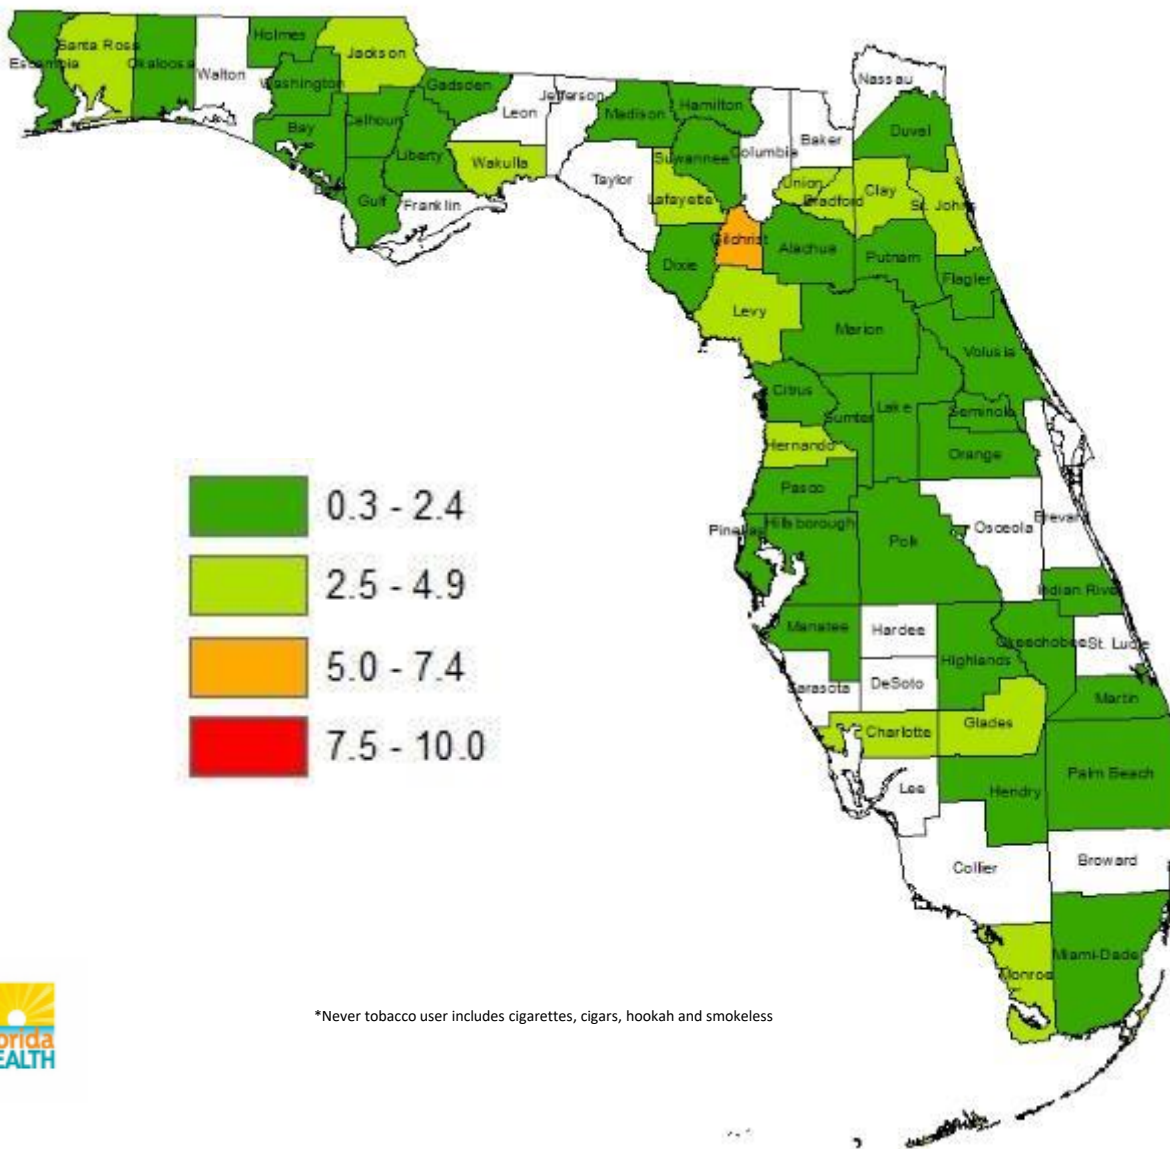 Escambia
Santa Rosa
Okaloosa
Walton
Holmes
Washington
Jackson
Bay
Calhoun
Gulf
Gadsden
Liberty
Franklin
Leon
Wakulla
Jefferson
Madison
Taylor
Hamilton
Suwannee
Lafayette
Dixie
Columbia
Gilchrist
Baker
Union
Bradford
Alachua
Levy
Nassau
Duval
Clay
St. Johns
Putnam
Flagler
Marion
Volusia
Citrus
Sumter
Lake
Seminole
Hernando
Orange
Pasco
Pinellas
Hillsborough
Polk
Osceola
Brevard
Indian River
Manatee
Hardee
Highlands
Okeechobee
St. Lucie
Sarasota
DeSoto
Martin
Charlotte
Glades
Lee
Hendry
Palm Beach
Collier
Broward
Monroe
Miami-Dade
0.3 - 2.4
2.5 - 4.9
5.0 - 7.4
7.5 - 10.0
*Never tobacco user includes cigarettes, cigars, hookah and smokeless
orida
EALTH